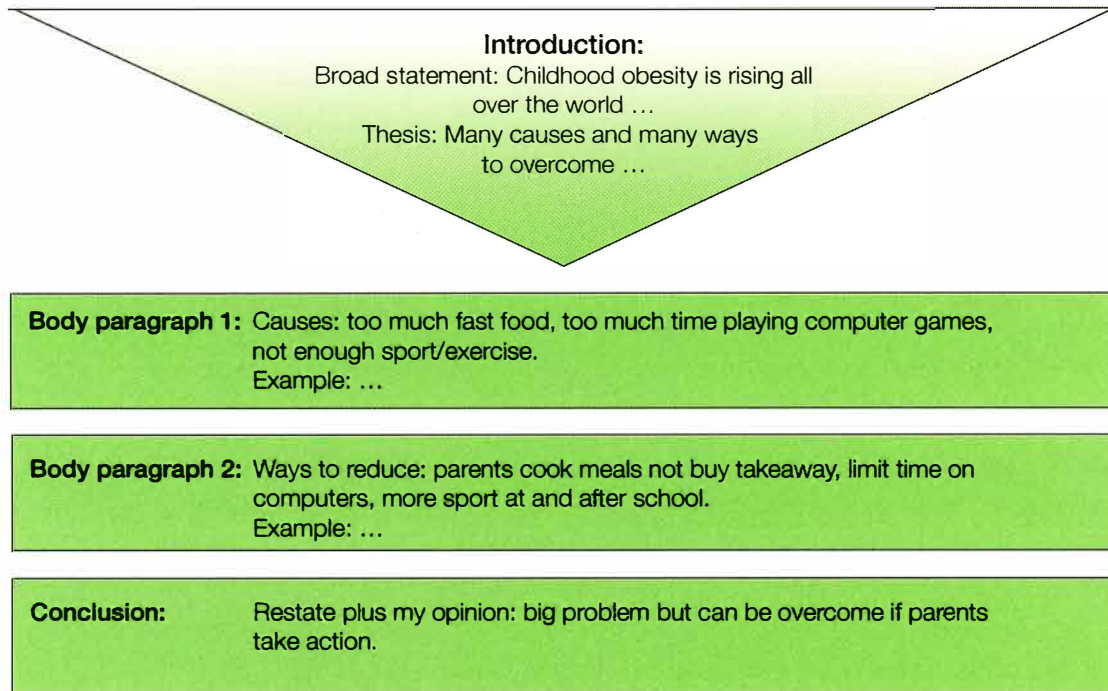 Introduction:
Broad statement: Childhood obesity is rising all
over the world ...
Thesis: Many causes and many ways
to overcome ...
Body paragraph 1: Causes: too much fast food, too much time playing computer games,
not enough sport/exercise.
Example: ...
Body paragraph 2: Ways to reduce: parents cook meals not buy takeaway, limit time on
computers, more sport at and after school.
Example: ...
Conclusion: Restate plus my opinion: big problem but can be overcome if parents
take action.